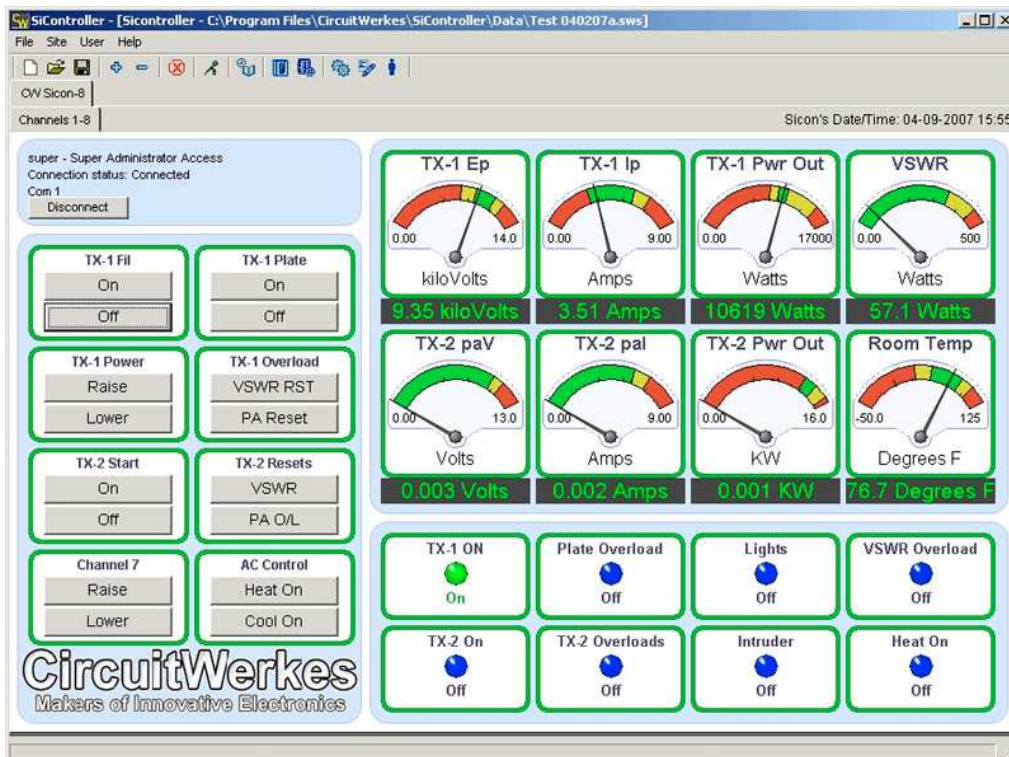 SiController - [Sicontroller - C:\Program Files\CircuitWerkes\SiController\Data\Test 040207a.sws]
File Site User Help
CW Sicon-8
Channels 1-8
Sicon's Date/Time: 04-09-2007 15:55
super - Super Administrator Access
Connection status: Connected
Com 1
Disconnect
TX-1 Fil
On
Off
TX-1 Plate
On
Off
TX-1 Power
Raise
Lower
TX-1 Overload
VSWR RST
PA Reset
TX-2 Start
On
Off
TX-2 Resets
VSWR
PA O/L
Channel 7
Raise
Lower
AC Control
Heat On
Cool On
CircuitWerkes
Makers of Innovative Electronics
TX-1 Ep
0.00 14.0
kiloVolts
9.35 kiloVolts
TX-1 Ip
0.00 9.00
Amps
3.51 Amps
TX-1 Pwr Out
0.00 17000
Watts
10619 Watts
VSWR
0.00 500
Watts
57.1 Watts
TX-2 paV
0.00 13.0
Volts
0.003 Volts
TX-2 paI
0.00 9.00
Amps
0.002 Amps
TX-2 Pwr Out
0.00 16.0
KW
0.001 KW
Room Temp
-50.0 125
Degrees F
76.7 Degrees F
TX-1 ON
On
Plate Overload
Off
Lights
Off
VSWR Overload
Off
TX-2 On
Off
TX-2 Overloads
Off
Intruder
Off
Heat On
Off